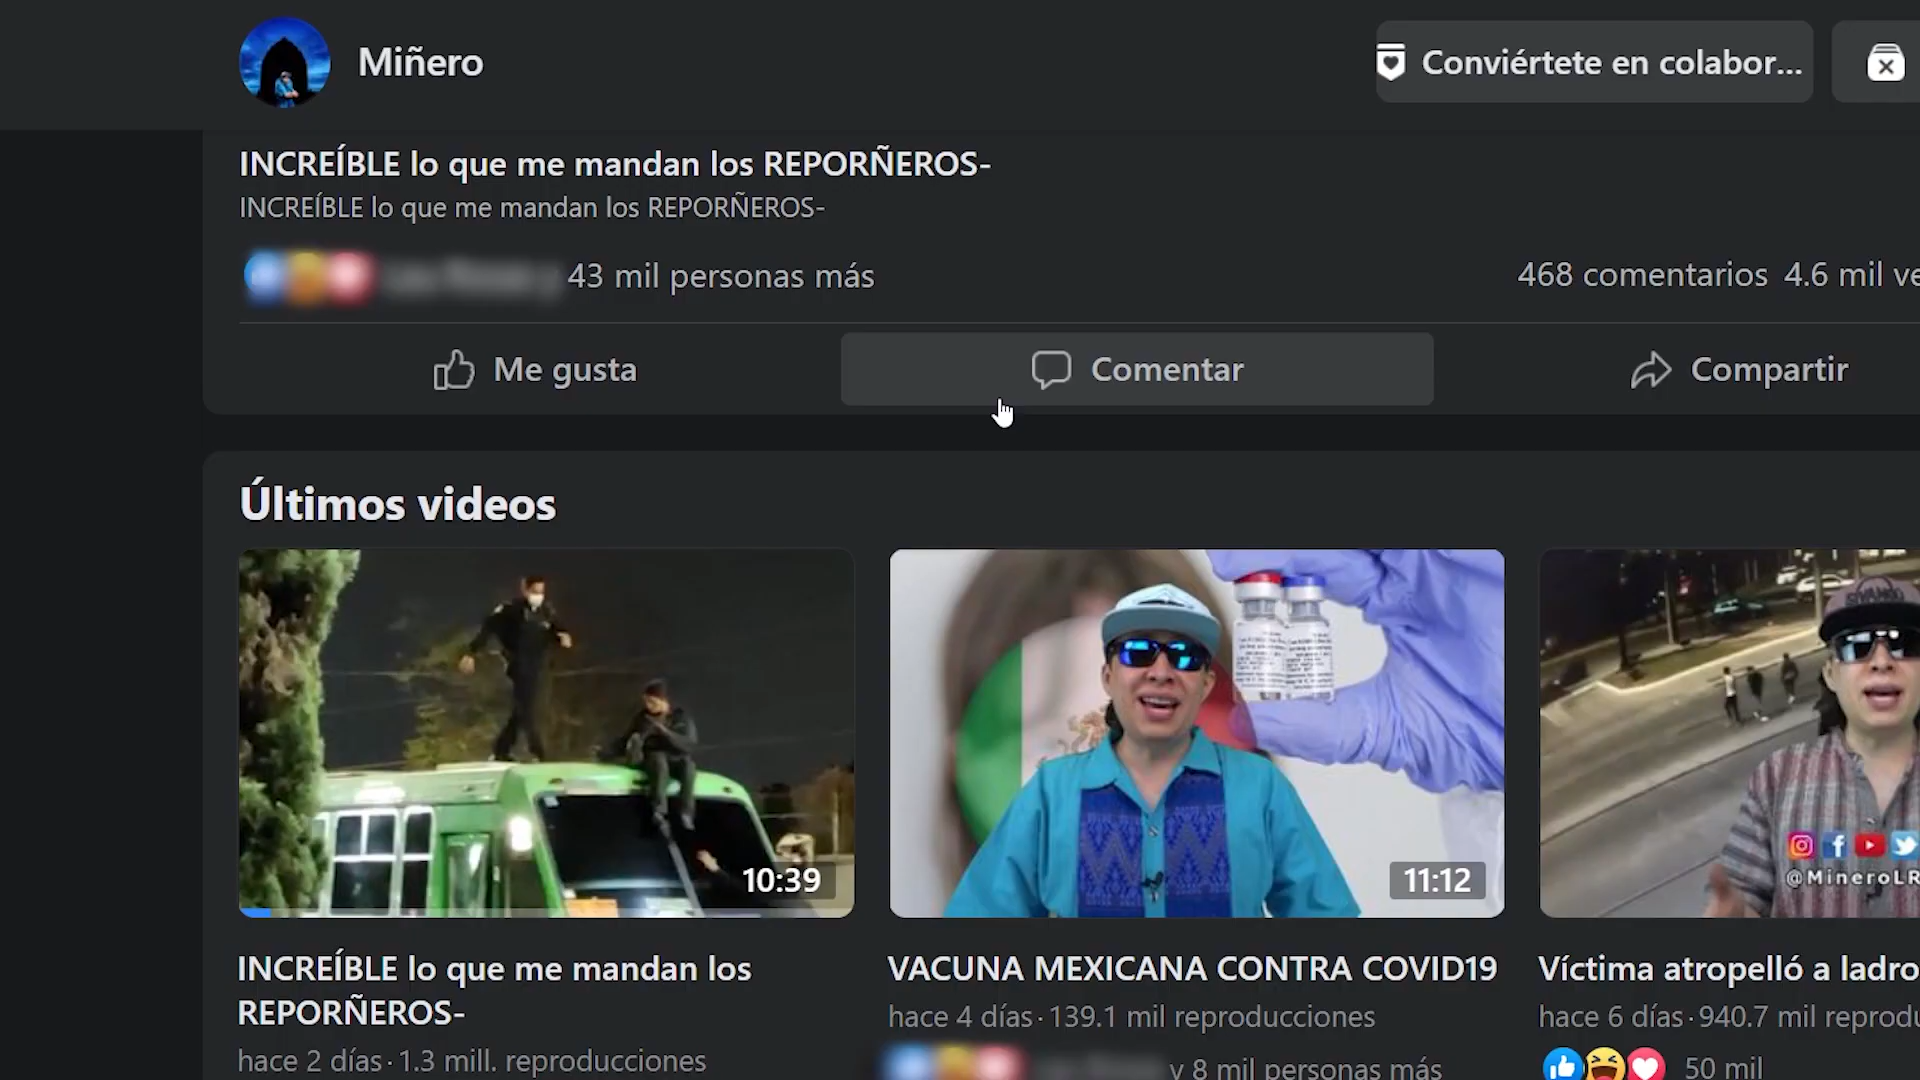 Miñero
Conviértete en colabor...
INCREÍBLE lo que me mandan los REPORÑEROS-
INCREÍBLE lo que me mandan los REPORÑEROS-
43 mil personas más
468 comentarios 4.6 mil ve
Me gusta
Comentar
Compartir
Últimos videos
10:39
11:12
@MineroLR
INCREÍBLE lo que me mandan los
REPORÑEROS-
hace 2 días · 1.3 mill. reproducciones
VACUNA MEXICANA CONTRA COVID19
hace 4 días · 139.1 mil reproducciones
y 8 mil personas más
Víctima atropelló a ladro
hace 6 días · 940.7 mil reprodu
50 mil